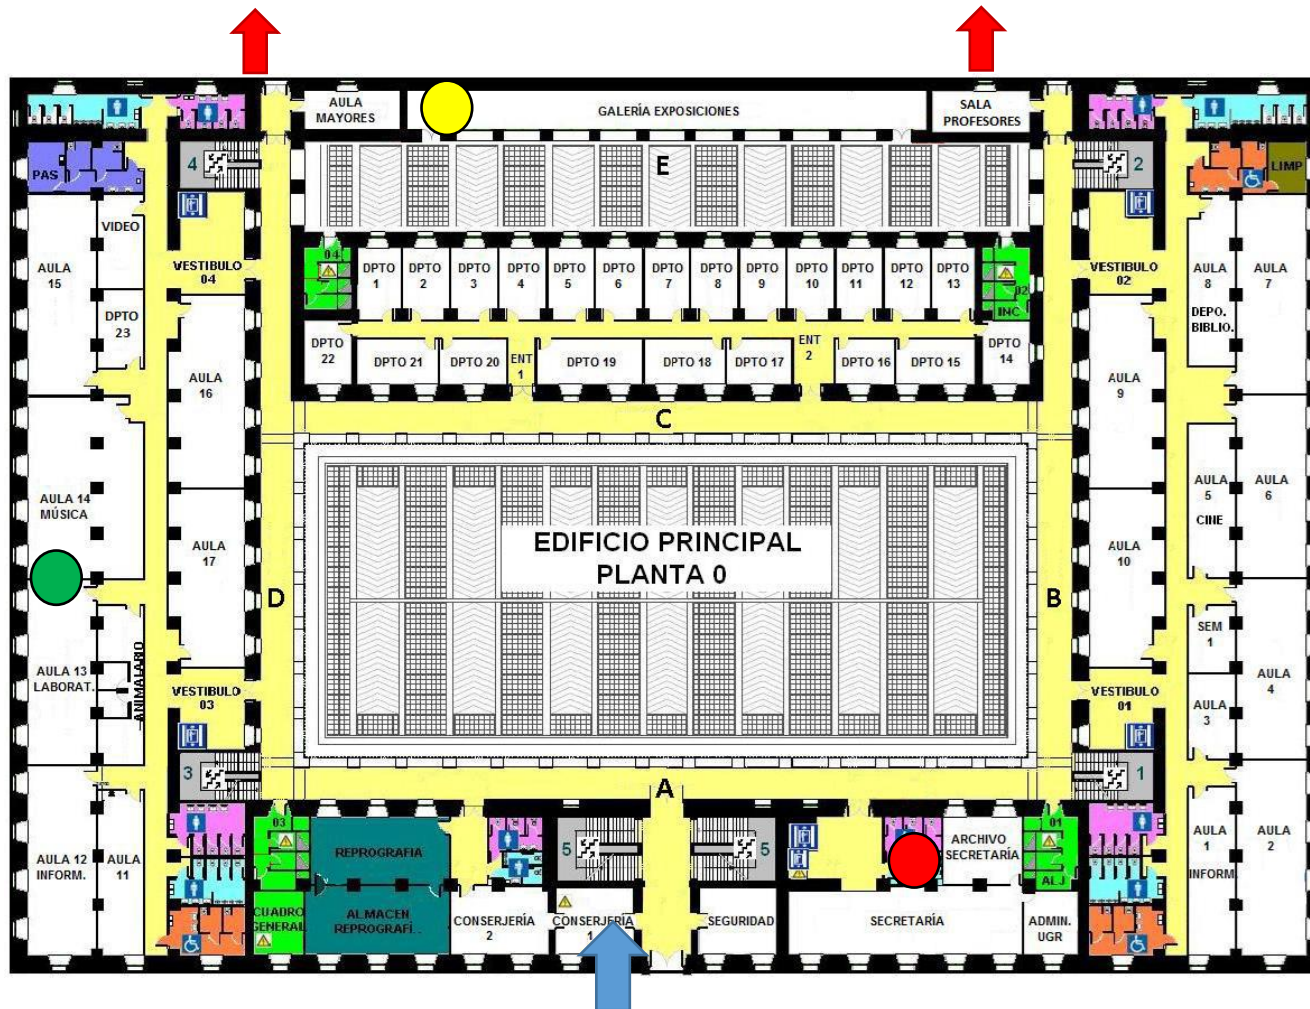 AULA
MAYORES
GALERÍA EXPOSICIONES
SALA
PROFESORES
PAS
4
E
2
LIMP
VIDEO
AULA
15
VESTIBULO
04
04
DPTO
1
DPTO
2
DPTO
3
DPTO
4
DPTO
5
DPTO
6
DPTO
7
DPTO
8
DPTO
9
DPTO
10
DPTO
11
DPTO
12
DPTO
13
02
INC
VESTIBULO
02
AULA
8
DEPO.
BIBLIO.
AULA
7
DPTO
23
DPTO
22
DPTO 21
DPTO 20
ENT
1
DPTO 19
DPTO 18
DPTO 17
ENT
2
DPTO 16
DPTO 15
DPTO
14
AULA
16
AULA
9
C
AULA 14
MÚSICA
AULA
5
CINE
AULA
6
EDIFICIO PRINCIPAL
PLANTA 0
AULA
17
AULA
10
D
B
SEM
1
AULA 13
LABORAT.
ANIMALARIO
VESTIBULO
03
VESTIBULO
01
AULA
3
AULA
4
3
A
1
03
REPROGRAFIA
5
5
ARCHIVO
SECRETARÍA
01
ALJ
AULA 12
INFORM.
AULA
11
AULA
1
INFORM.
AULA
2
CUADRO
GENERAL
ALMACEN
REPROGRAFÍ...
CONSERJERÍA
2
CONSERJERIA
1
SEGURIDAD
SECRETARÍA
ADMIN.
UGR